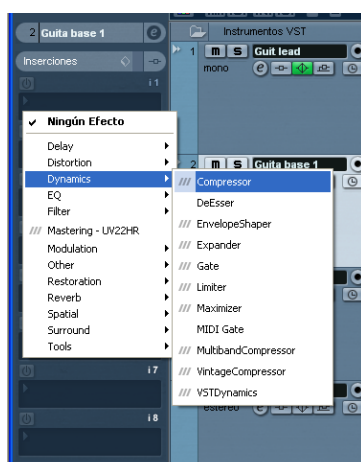 2 Guita base 1 e
Inserciones
i 1
Instrumentos VST
1 m S Guit lead
mono e
2 m S Guita base 1
✓ Ningún Efecto
Delay
Distortion
Dynamics
EQ
Filter
/// Mastering - UV22HR
Modulation
Other
Restoration
Reverb
Spatial
Surround
Tools
/// Compressor
DeEsser
/// EnvelopeShaper
/// Expander
/// Gate
/// Limiter
/// Maximizer
MIDI Gate
/// MultibandCompressor
/// VintageCompressor
/// VSTDynamics
i 7
i 8
estereo e